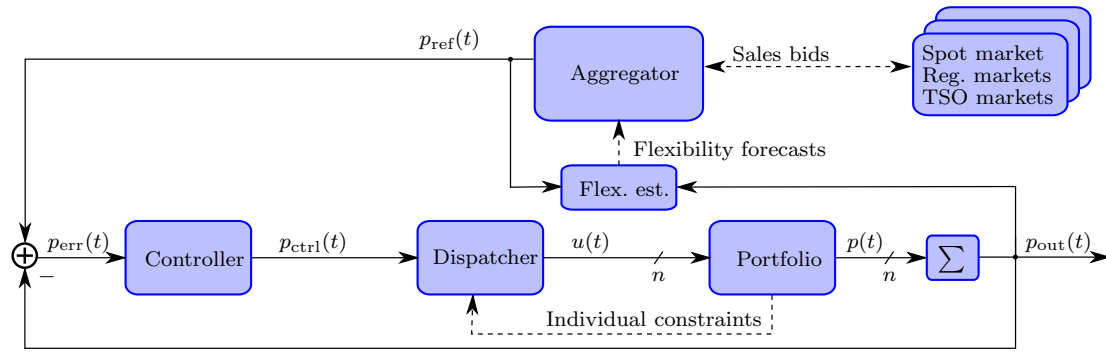 p_ref(t)
Aggregator
Sales bids
Spot market
Reg. markets
TSO markets
Flexibility forecasts
Flex. est.
p_err(t)
Controller
p_ctrl(t)
Dispatcher
u(t)
n
Portfolio
p(t)
n
∑
p_out(t)
+
−
Individual constraints